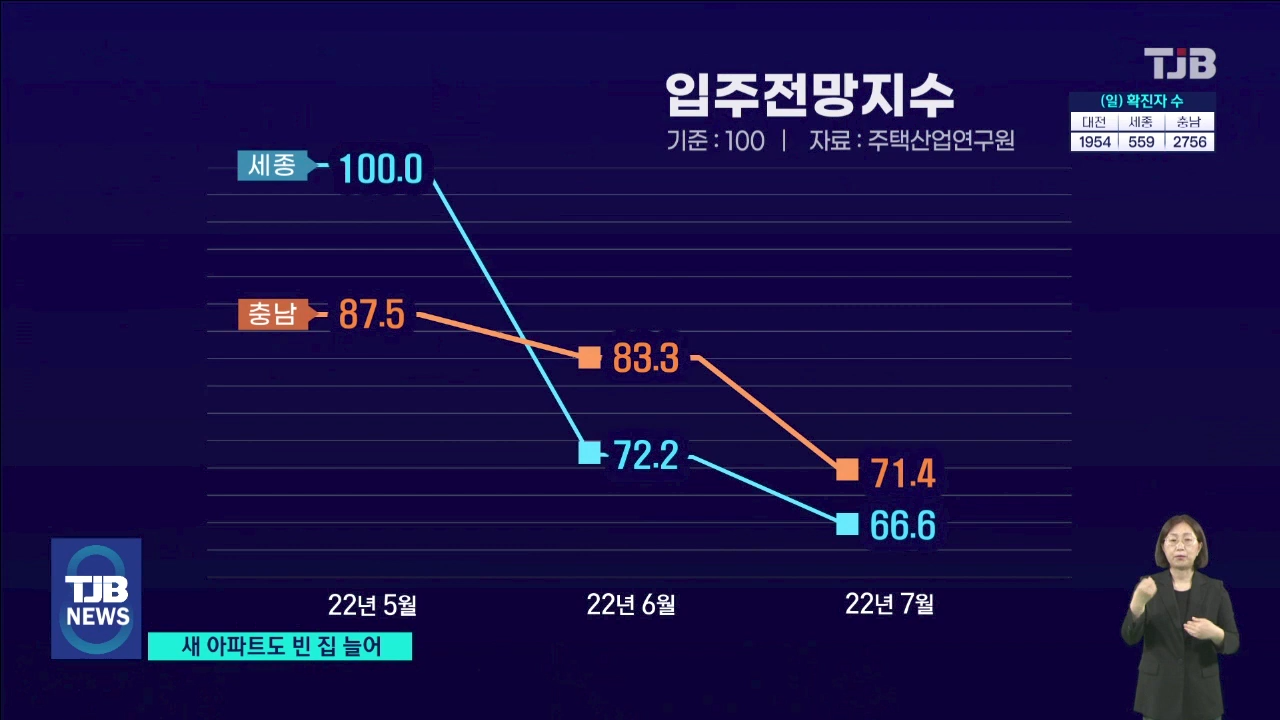 TJB
입주전망지수
(일) 확진자 수
기준 : 100 | 자료 : 주택산업연구원
대전 세종 충남
1954 559 2756
세종 100.0
충남 87.5
83.3
72.2
71.4
66.6
22년 5월 22년 6월 22년 7월
8
TJB
NEWS
새 아파트도 빈 집 늘어